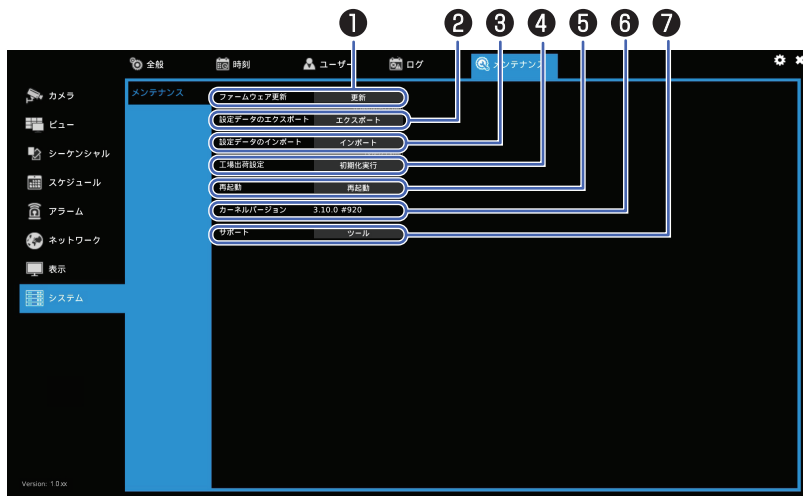 ❶ ❷ ❸ ❹ ❺ ❻ ❼
全般 時刻 ユーザー ログ メンテナンス
カメラ
ビュー
シーケンシャル
スケジュール
アラーム
ネットワーク
表示
システム
メンテナンス
ファームウェア更新 更新
設定データのエクスポート エクスポート
設定データのインポート インポート
工場出荷設定 初期化実行
再起動 再起動
カーネルバージョン 3.10.0 #920
サポート ツール
Version: 1.0.xx